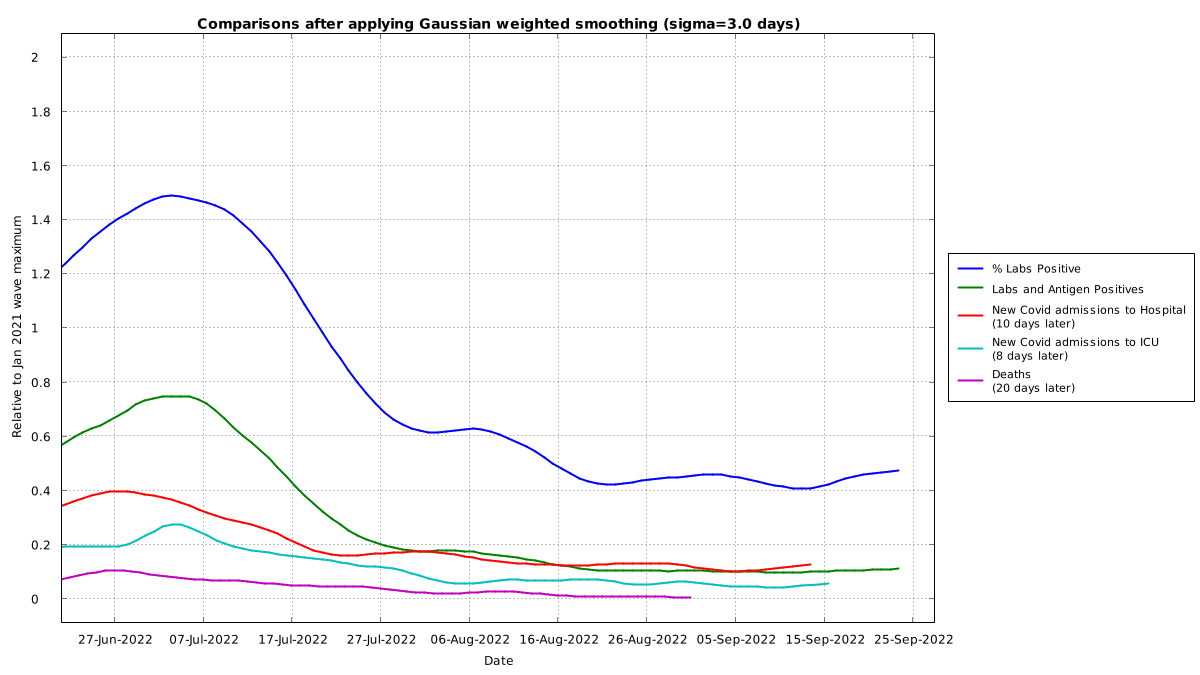 Comparisons after applying Gaussian weighted smoothing (sigma=3.0 days)
Relative to Jan 2021 wave maximum
2
1.8
1.6
1.4
1.2
1
0.8
0.6
0.4
0.2
0
27-Jun-2022 07-Jul-2022 17-Jul-2022 27-Jul-2022 06-Aug-2022 16-Aug-2022 26-Aug-2022 05-Sep-2022 15-Sep-2022 25-Sep-2022
Date
% Labs Positive
Labs and Antigen Positives
New Covid admissions to Hospital
(10 days later)
New Covid admissions to ICU
(8 days later)
Deaths
(20 days later)